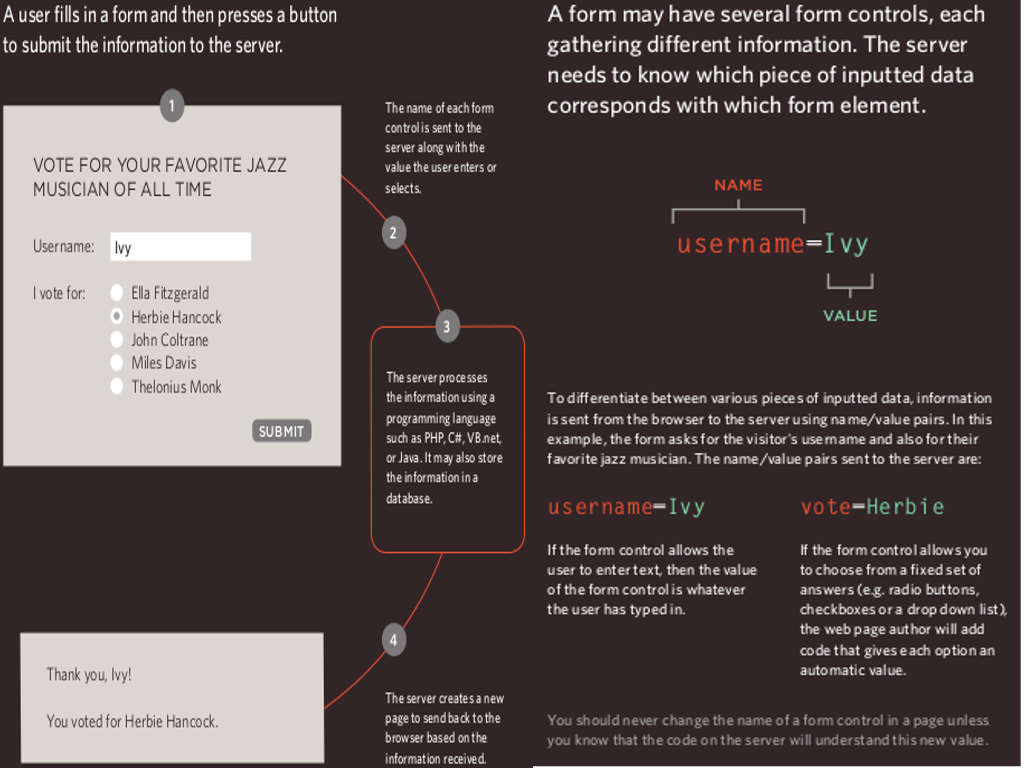 A user fills in a form and then presses a button
to submit the information to the server.
1
VOTE FOR YOUR FAVORITE JAZZ
MUSICIAN OF ALL TIME
Username: Ivy
I vote for:
Ella Fitzgerald
Herbie Hancock
John Coltrane
Miles Davis
Thelonius Monk
SUBMIT
The name of each form
control is sent to the
server along with the
value the user enters or
selects.
2
3
The server processes
the information using a
programming language
such as PHP, C#, VB.net,
or Java. It may also store
the information in a
database.
4
The server creates a new
page to send back to the
browser based on the
information received.
Thank you, Ivy!
You voted for Herbie Hancock.
A form may have several form controls, each
gathering different information. The server
needs to know which piece of inputted data
corresponds with which form element.
NAME
username=Ivy
VALUE
To differentiate between various pieces of inputted data, information
is sent from the browser to the server using name/value pairs. In this
example, the form asks for the visitor's username and also for their
favorite jazz musician. The name/value pairs sent to the server are:
username=Ivy
If the form control allows the
user to enter text, then the value
of the form control is whatever
the user has typed in.
vote=Herbie
If the form control allows you
to choose from a fixed set of
answers (e.g. radio buttons,
checkboxes or a drop down list),
the web page author will add
code that gives each option an
automatic value.
You should never change the name of a form control in a page unless
you know that the code on the server will understand this new value.